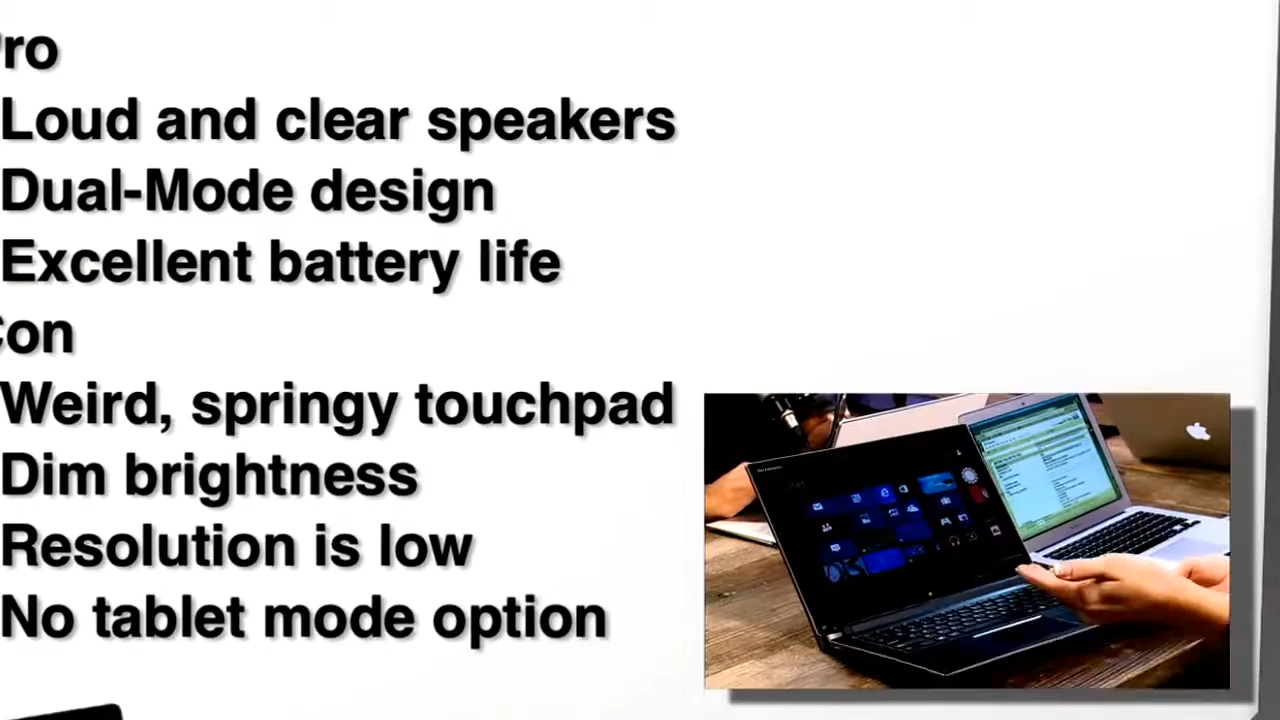 ro
Loud and clear speakers
Dual-Mode design
Excellent battery life
Con
Weird, springy touchpad
Dim brightness
Resolution is low
No tablet mode option